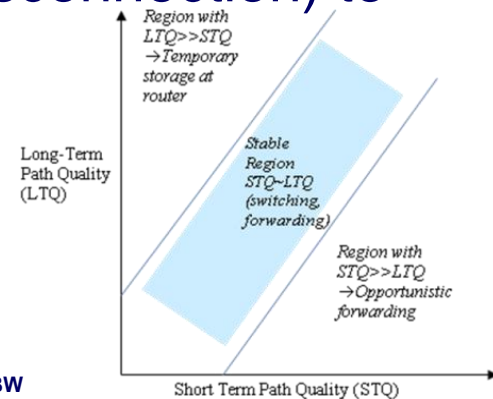 Region with
LTQ>>STQ
→Temporary
storage at
router
Long-Term
Path Quality
(LTQ)
Stable
Region
STQ~LTQ
(switching,
forwarding)
Region with
STQ>>LTQ
→Opportunistic
forwarding
Short Term Path Quality (STQ)